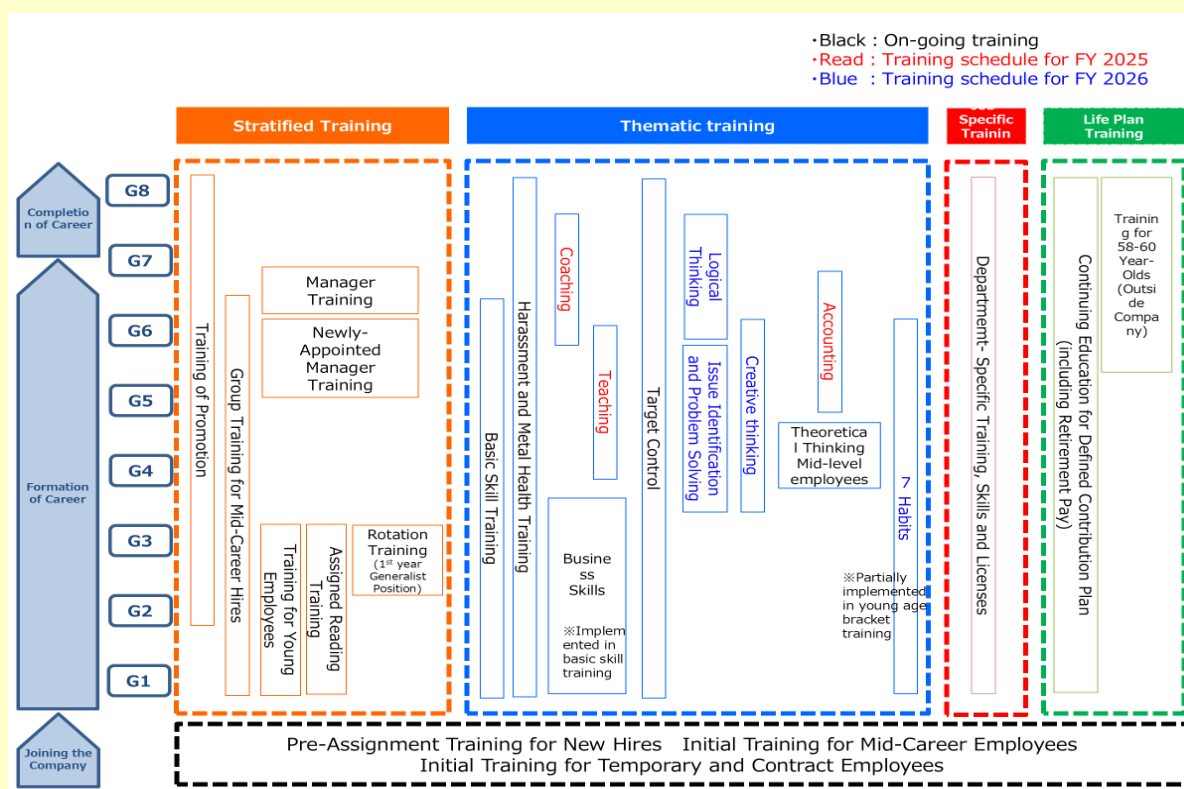 ・Black : On-going training
・Read : Training schedule for FY 2025
・Blue : Training schedule for FY 2026
Stratified Training
Thematic training
Specific
Trainin
Life Plan
Training
Completio
n of Career
Formation
of Career
Joining the
Company
G8
G7
G6
G5
G4
G3
G2
G1
Training of Promotion
Group Training for Mid-Career Hires
Manager
Training
Newly-
Appointed
Manager
Training
Training for Young
Employees
Assigned Reading
Training
Rotation
Training
(1st year
Generalist
Position)
Basic Skill Training
Harassment and Metal Health Training
Coaching
Teaching
Busine
ss
Skills
※Implem
ented in
basic skill
training
Target Control
Logical
Thinking
Issue Identification
and Problem Solving
Creative thinking
Accounting
Theoretica
l Thinking
Mid-level
employees
7 Habits
※Partially
implemented
in young age
bracket
training
Departmemt- Specific Training, Skills and Licenses
Continuing Education for Defined Contribution Plan
(including Retirement Pay)
Trainin
g for
58-60
Year-
Olds
(Outsi
de
Compa
ny)
Pre-Assignment Training for New Hires Initial Training for Mid-Career Employees
Initial Training for Temporary and Contract Employees